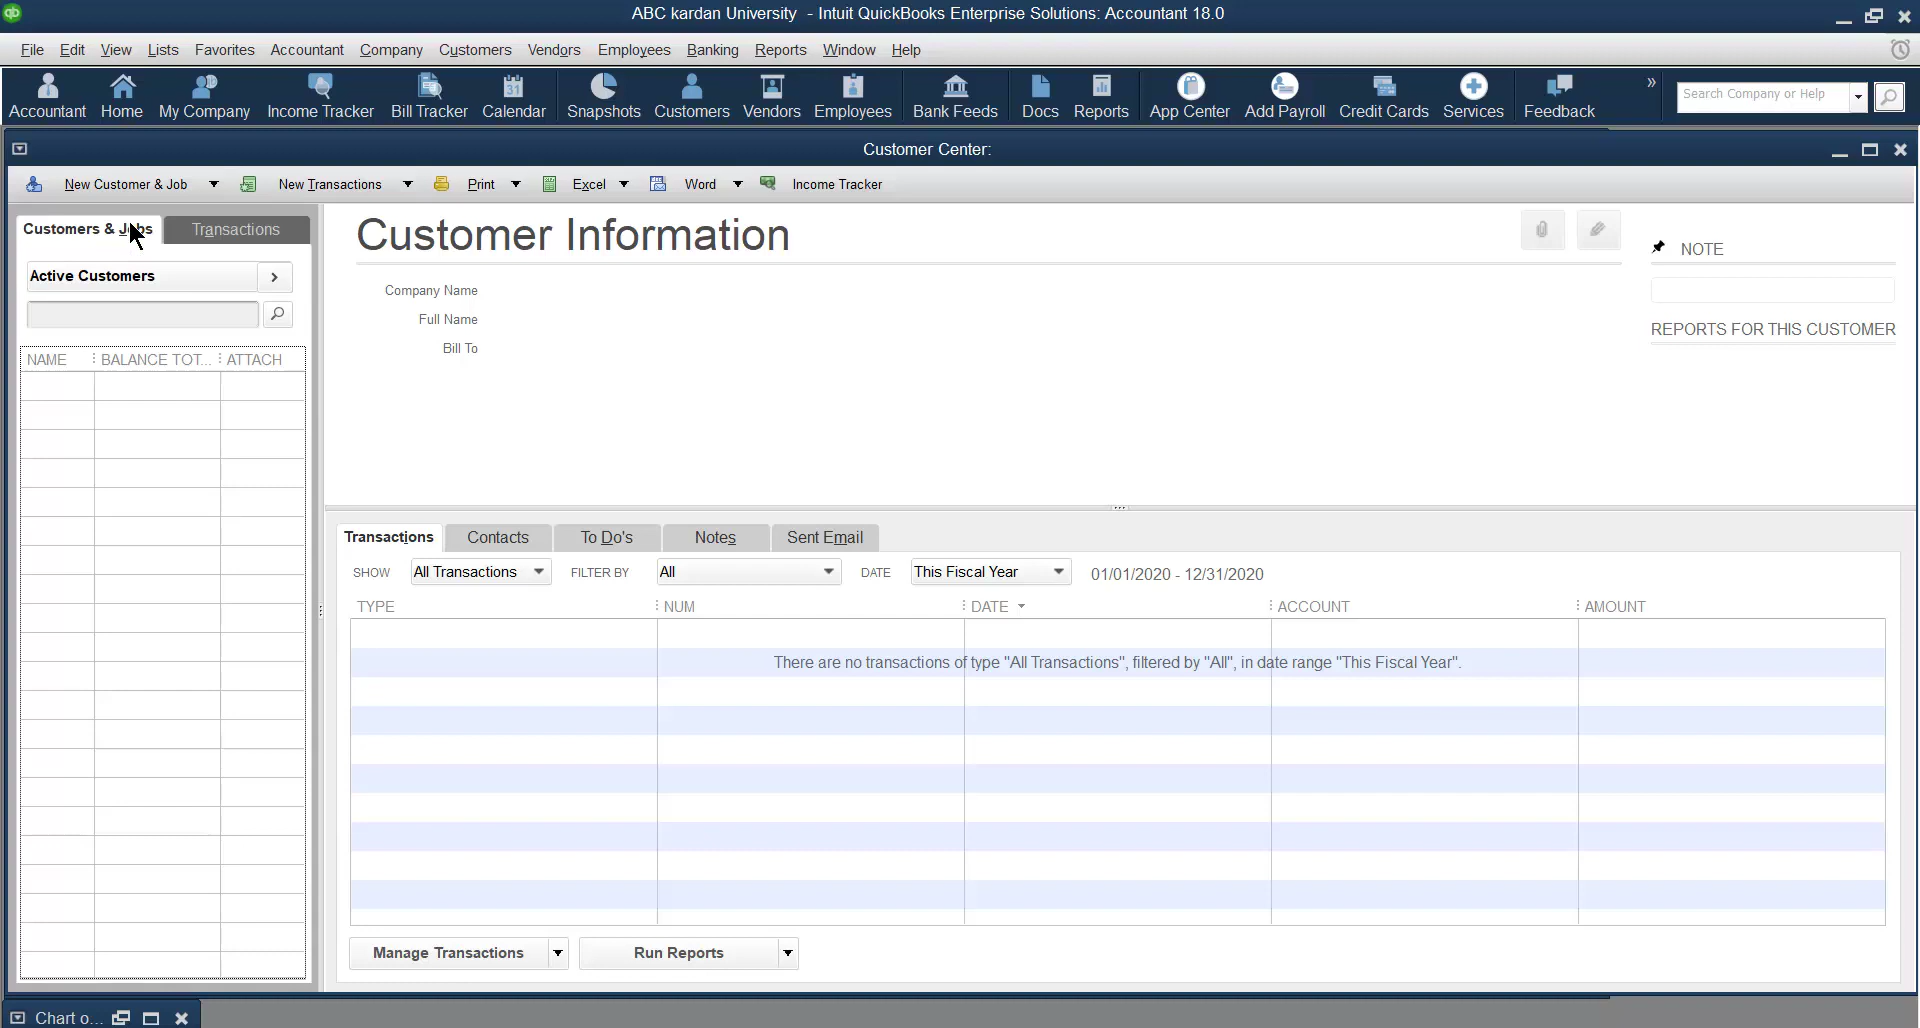 ABC kardan University - Intuit QuickBooks Enterprise Solutions: Accountant 18.0
File Edit View Lists Favorites Accountant Company Customers Vendors Employees Banking Reports Window Help
31
Accountant Home My Company Income Tracker Bill Tracker Calendar Snapshots Customers Vendors Employees Bank Feeds Docs Reports App Center Add Payroll Credit Cards Services Feedback » Search Company or Help
Customer Center:
New Customer & Job New Transactions Print Excel Word Income Tracker
Customers & Jobs Transactions
Customer Information
NOTE
Active Customers
Company Name
Full Name
Bill To
REPORTS FOR THIS CUSTOMER
NAME BALANCE TOT... ATTACH
Transactions Contacts To Do's Notes Sent Email
SHOW All Transactions FILTER BY All DATE This Fiscal Year 01/01/2020 - 12/31/2020
TYPE NUM DATE ACCOUNT AMOUNT
There are no transactions of type "All Transactions", filtered by "All", in date range "This Fiscal Year".
Manage Transactions Run Reports
Chart o...